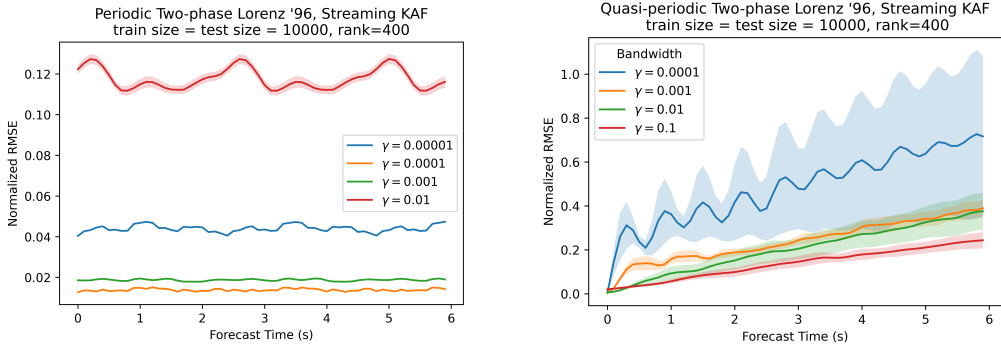 Periodic Two-phase Lorenz '96, Streaming KAF
train size = test size = 10000, rank=400
Normalized RMSE
0.12
0.10
0.08
0.06
0.04
0.02
γ = 0.00001
γ = 0.0001
γ = 0.001
γ = 0.01
0 1 2 3 4 5 6
Forecast Time (s)
Quasi-periodic Two-phase Lorenz '96, Streaming KAF
train size = test size = 10000, rank=400
Normalized RMSE
1.0
0.8
0.6
0.4
0.2
0.0
Bandwidth
γ = 0.0001
γ = 0.001
γ = 0.01
γ = 0.1
0 1 2 3 4 5 6
Forecast Time (s)